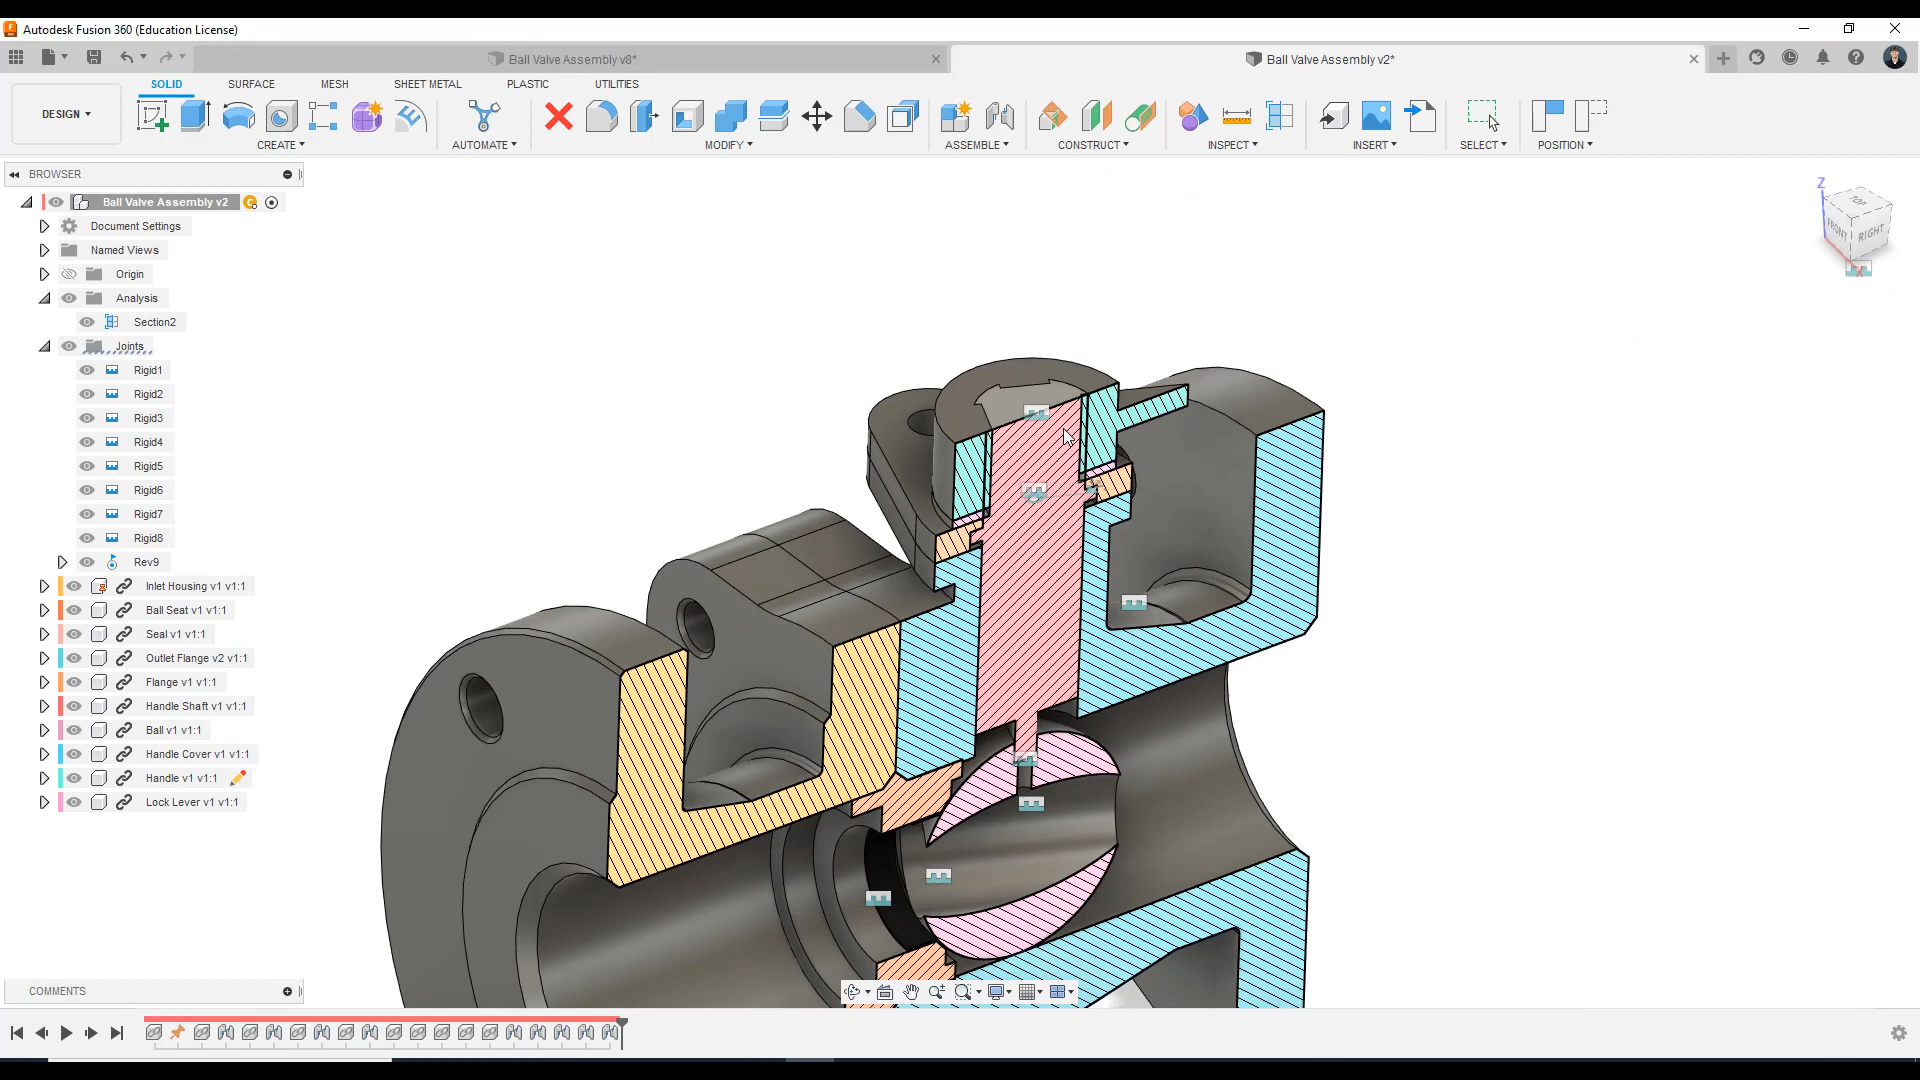 Autodesk Fusion 360 (Education License)
Ball Valve Assembly v8*
Ball Valve Assembly v2*
DESIGN
SOLID
SURFACE
MESH
SHEET METAL
PLASTIC
UTILITIES
CREATE
AUTOMATE
MODIFY
ASSEMBLE
CONSTRUCT
INSPECT
INSERT
SELECT
POSITION
BROWSER
Ball Valve Assembly v2
Document Settings
Named Views
Origin
Analysis
Section2
Joints
Rigid1
Rigid2
Rigid3
Rigid4
Rigid5
Rigid6
Rigid7
Rigid8
Rev9
Inlet Housing v1 v1:1
Ball Seat v1 v1:1
Seal v1 v1:1
Outlet Flange v2 v1:1
Flange v1 v1:1
Handle Shaft v1 v1:1
Ball v1 v1:1
Handle Cover v1 v1:1
Handle v1 v1:1
Lock Lever v1 v1:1
Z
TOP
FRONT
RIGHT
X
COMMENTS